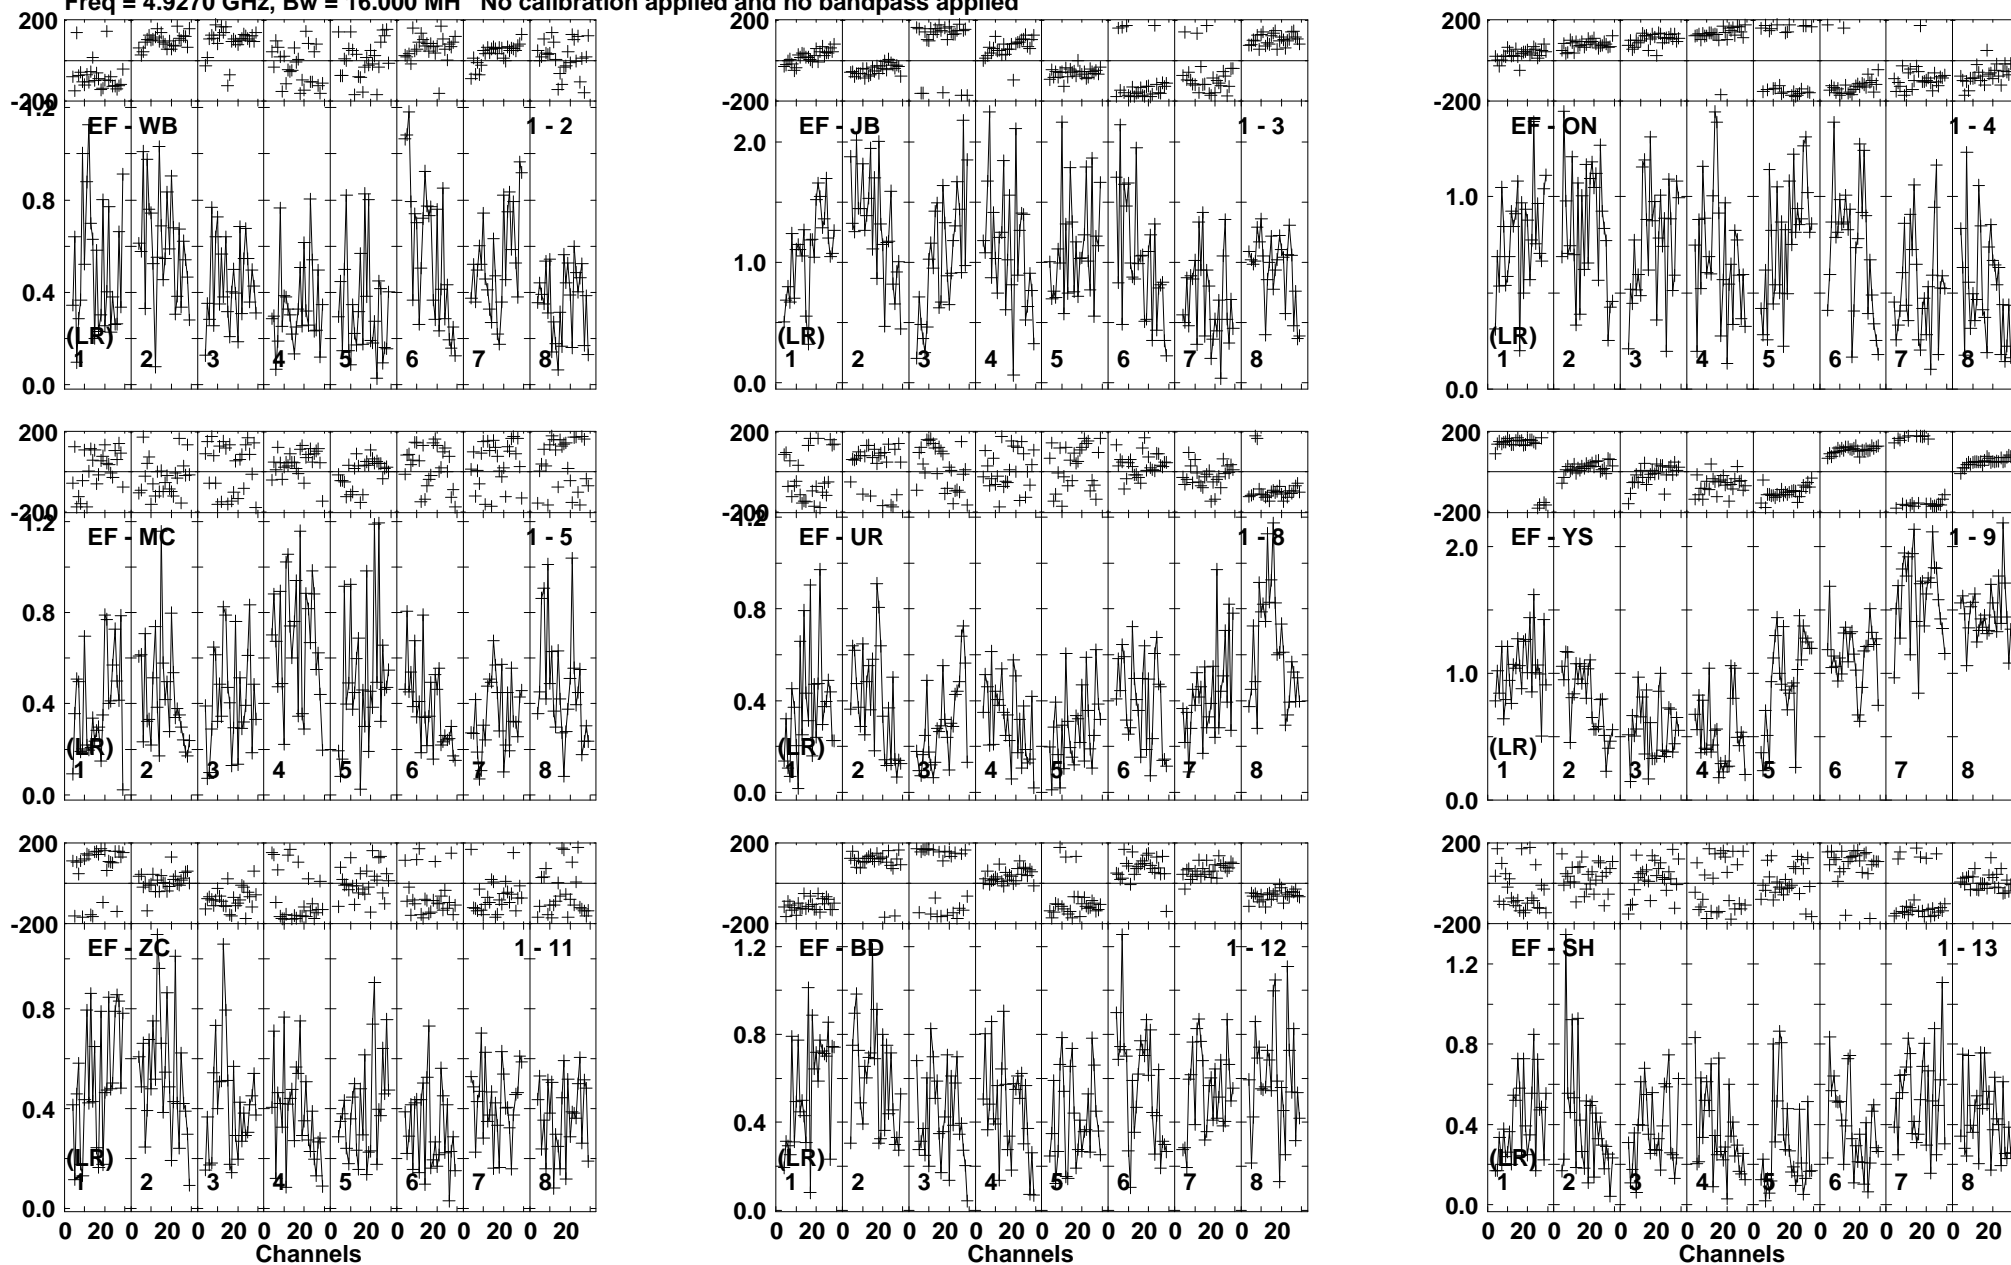 Freq = 4.9270 GHz, Bw = 16.000 MH No calibration applied and no bandpass applied
200 200 200
-200 -200 -200
1.2
EF - WB 1 - 2 EF - JB 1 - 3 EF - ON 1 - 4
2.0
0.8 1.0
1.0
0.4
(LR) (LR) (LR)
1 2 3 4 5 6 7 8 1 2 3 4 5 6 7 8 1 2 3 4 5 6 7 8
0.0 0.0 0.0
200 200 200
-200 -200 -200
1.2 1.2
EF - MC 1 - 5 EF - UR 1 - 8 EF - YS 1 - 9
2.0
0.8 0.8
1.0
0.4 0.4
(LR) (LR) (LR)
1 2 3 4 5 6 7 8 1 2 3 4 5 6 7 8 1 2 3 4 5 6 7 8
0.0 0.0 0.0
200 200 200
-200 -200 -200
EF - ZC 1 - 11 EF - BD 1 - 12 EF - SH 1 - 13
1.2 1.2
0.8 0.8 0.8
0.4 0.4 0.4
(LR) (LR) (LR)
1 2 3 4 5 6 7 8 1 2 3 4 5 6 7 8 1 2 3 4 5 6 7 8
0.0 0.0 0.0
0 20 0 20 0 20 0 20 0 20 0 20 0 20 0 20 0 20 0 20 0 20 0 20 0 20 0 20 0 20 0 20 0 20 0 20 0 20 0 20 0 20 0 20 0 20 0 20
Channels Channels Channels